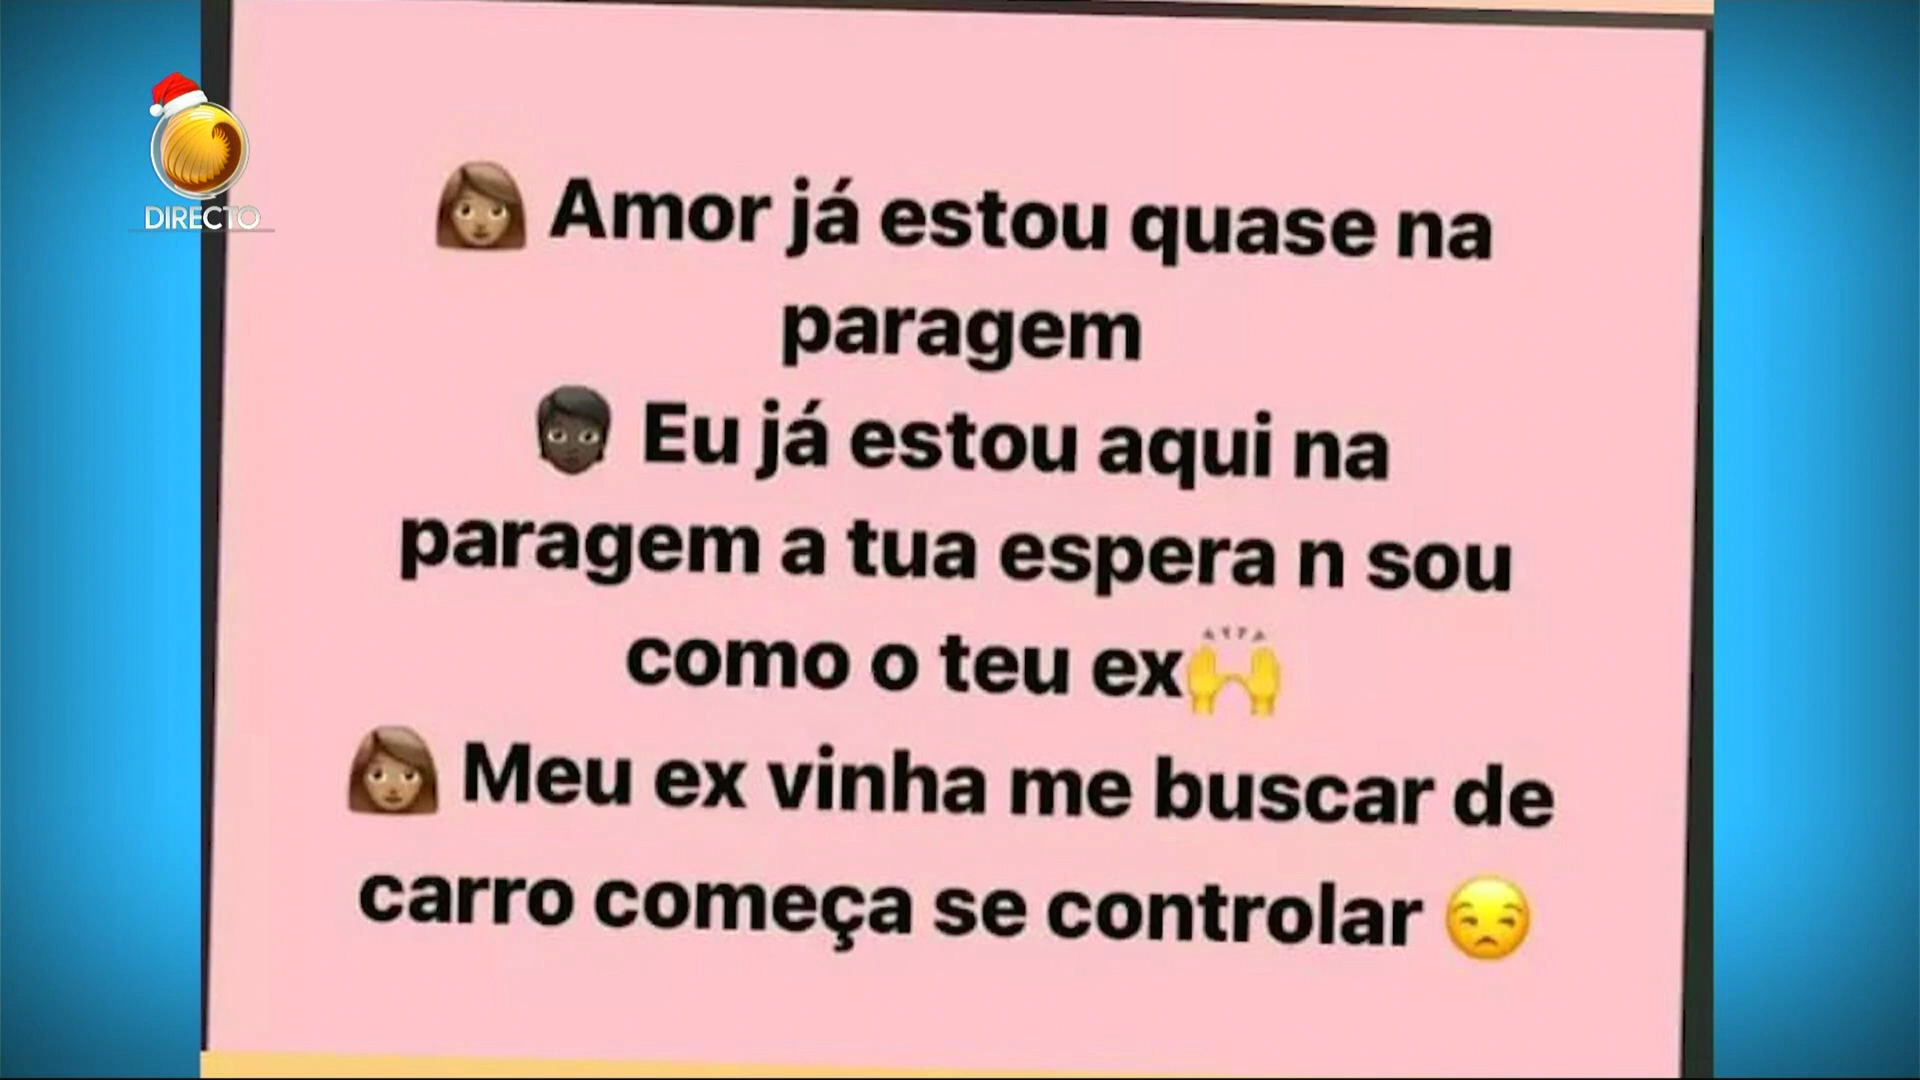 DIRECTO
👩🏽 Amor já estou quase na
paragem
🧑🏿 Eu já estou aqui na
paragem a tua espera n sou
como o teu ex🙌
👩🏽 Meu ex vinha me buscar de
carro começa se controlar 😒